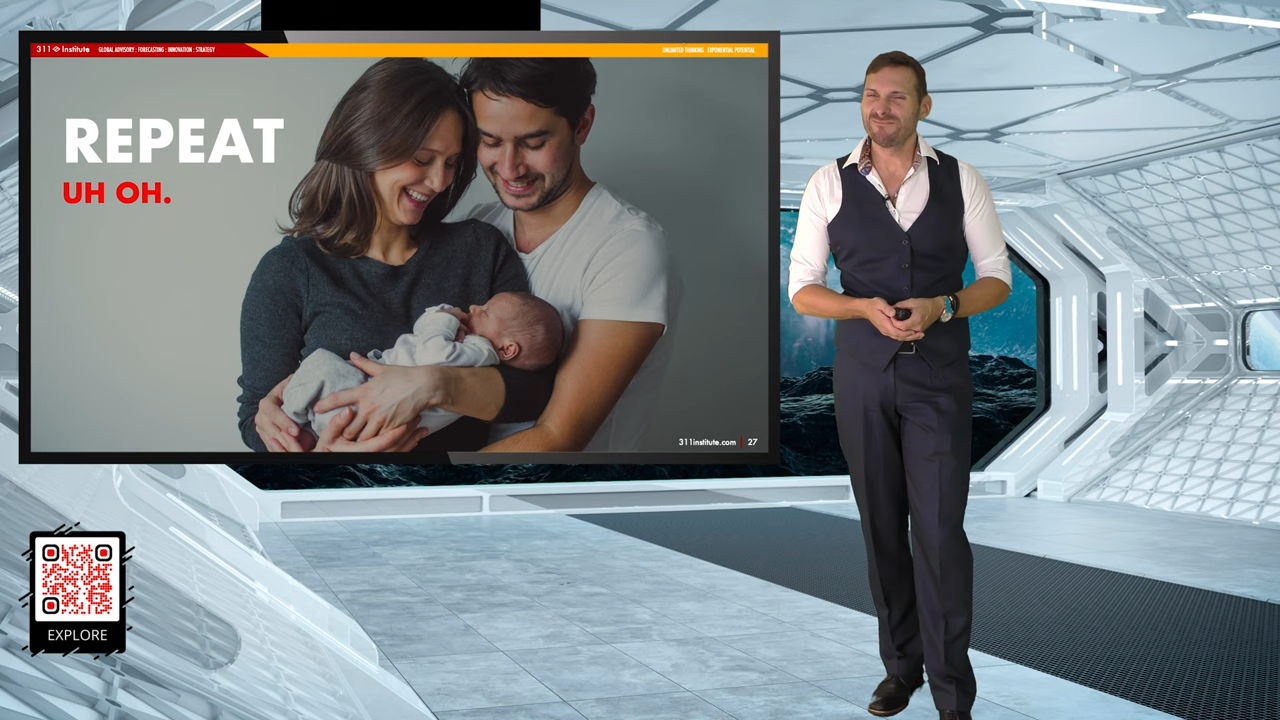 311 Institute GLOBAL ADVISORY : FORECASTING : INNOVATION : STRATEGY
UNLIMITED THINKING . EXPONENTIAL POTENTIAL
REPEAT
UH OH.
311institute.com | 27
EXPLORE